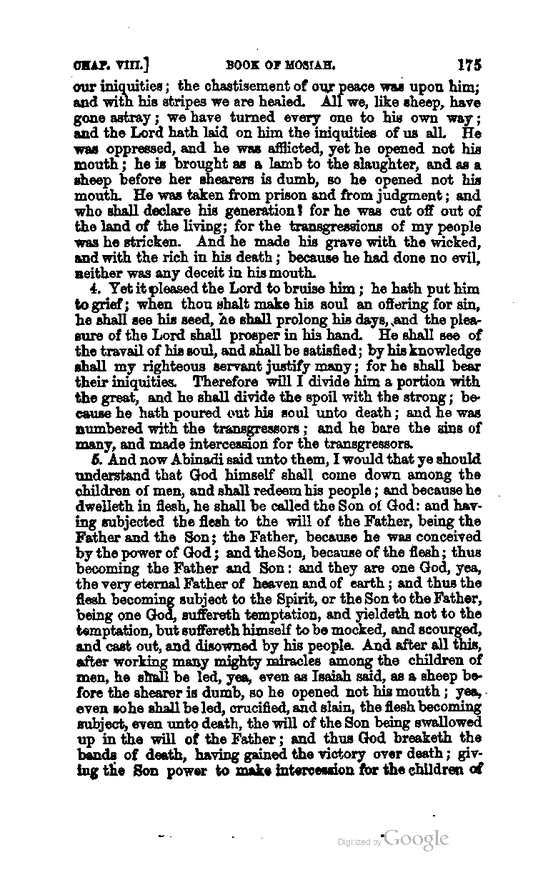 CHAP. VIII.] BOOK OF MOSIAH. 175
our iniquities; the chastisement of our peace was upon him;
and with his stripes we are healed. All we, like sheep, have
gone astray; we have turned every one to his own way;
and the Lord hath laid on him the iniquities of us all. He
was oppressed, and he was afflicted, yet he opened not his
mouth; he is brought as a lamb to the slaughter, and as a
sheep before her shearers is dumb, so he opened not his
mouth. He was taken from prison and from judgment; and
who shall declare his generation? for he was cut off out of
the land of the living; for the transgressions of my people
was he stricken. And he made his grave with the wicked,
and with the rich in his death; because he had done no evil,
neither was any deceit in his mouth.
4. Yet it pleased the Lord to bruise him; he hath put him
to grief; when thou shalt make his soul an offering for sin,
he shall see his seed, he shall prolong his days, and the plea-
sure of the Lord shall prosper in his hand. He shall see of
the travail of his soul, and shall be satisfied; by his knowledge
shall my righteous servant justify many; for he shall bear
their iniquities. Therefore will I divide him a portion with
the great, and he shall divide the spoil with the strong; be-
cause he hath poured out his soul unto death; and he was
numbered with the transgressors; and he bare the sins of
many, and made intercession for the transgressors.
5. And now Abinadi said unto them, I would that ye should
understand that God himself shall come down among the
children of men, and shall redeem his people; and because he
dwelleth in flesh, he shall be called the Son of God: and hav-
ing subjected the flesh to the will of the Father, being the
Father and the Son; the Father, because he was conceived
by the power of God; and the Son, because of the flesh; thus
becoming the Father and Son: and they are one God, yea,
the very eternal Father of heaven and of earth; and thus the
flesh becoming subject to the Spirit, or the Son to the Father,
being one God, suffereth temptation, and yieldeth not to the
temptation, but suffereth himself to be mocked, and scourged,
and cast out, and disowned by his people. And after all this,
after working many mighty miracles among the children of
men, he shall be led, yea, even as Isaiah said, as a sheep be-
fore the shearer is dumb, so he opened not his mouth; yea,
even so he shall be led, crucified, and slain, the flesh becoming
subject, even unto death, the will of the Son being swallowed
up in the will of the Father; and thus God breaketh the
bands of death, having gained the victory over death; giv-
ing the Son power to make intercession for the children of
Digitized by Google